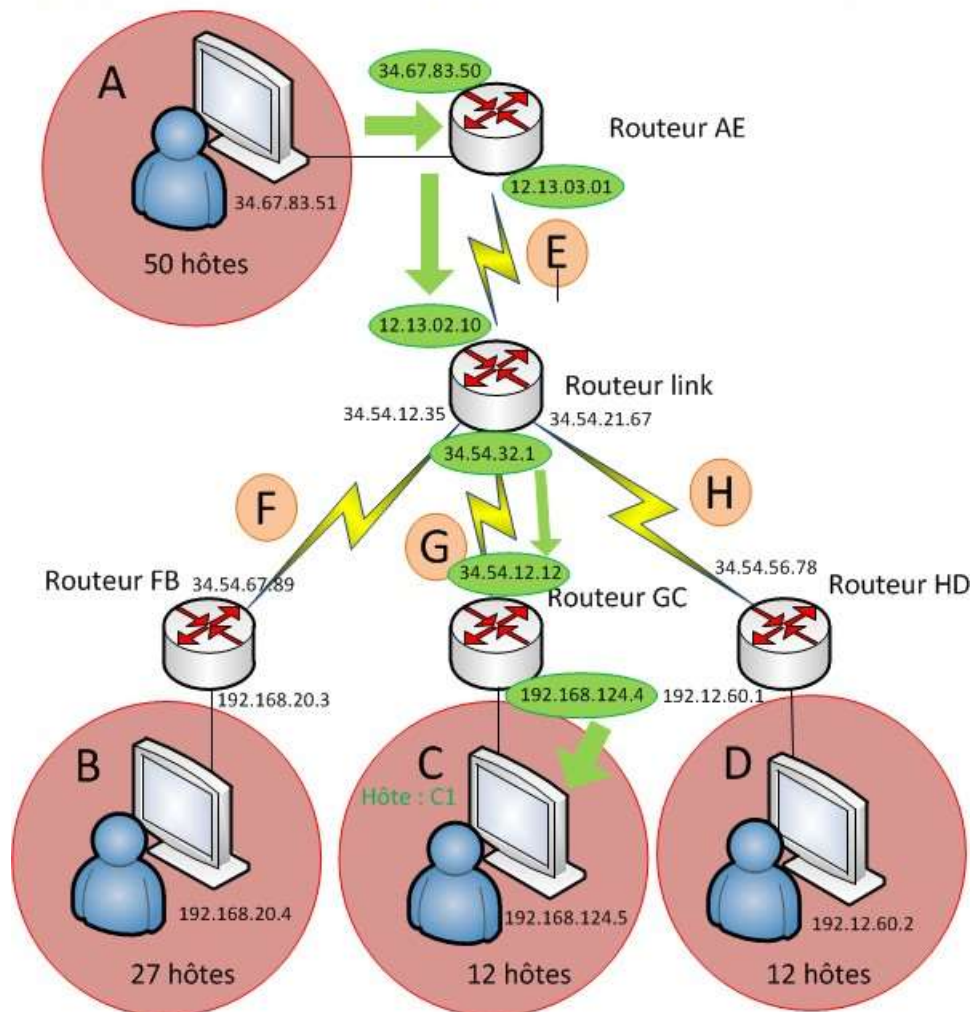 A
34.67.83.50
Routeur AE
34.67.83.51
12.13.03.01
50 hôtes
E
12.13.02.10
Routeur link
34.54.12.35
34.54.21.67
34.54.32.1
F
G
H
Routeur FB
34.54.67.89
34.54.12.12
Routeur GC
34.54.56.78
Routeur HD
192.168.20.3
192.168.124.4
192.12.60.1
B
C
D
Hôte : C1
192.168.20.4
192.168.124.5
192.12.60.2
27 hôtes
12 hôtes
12 hôtes